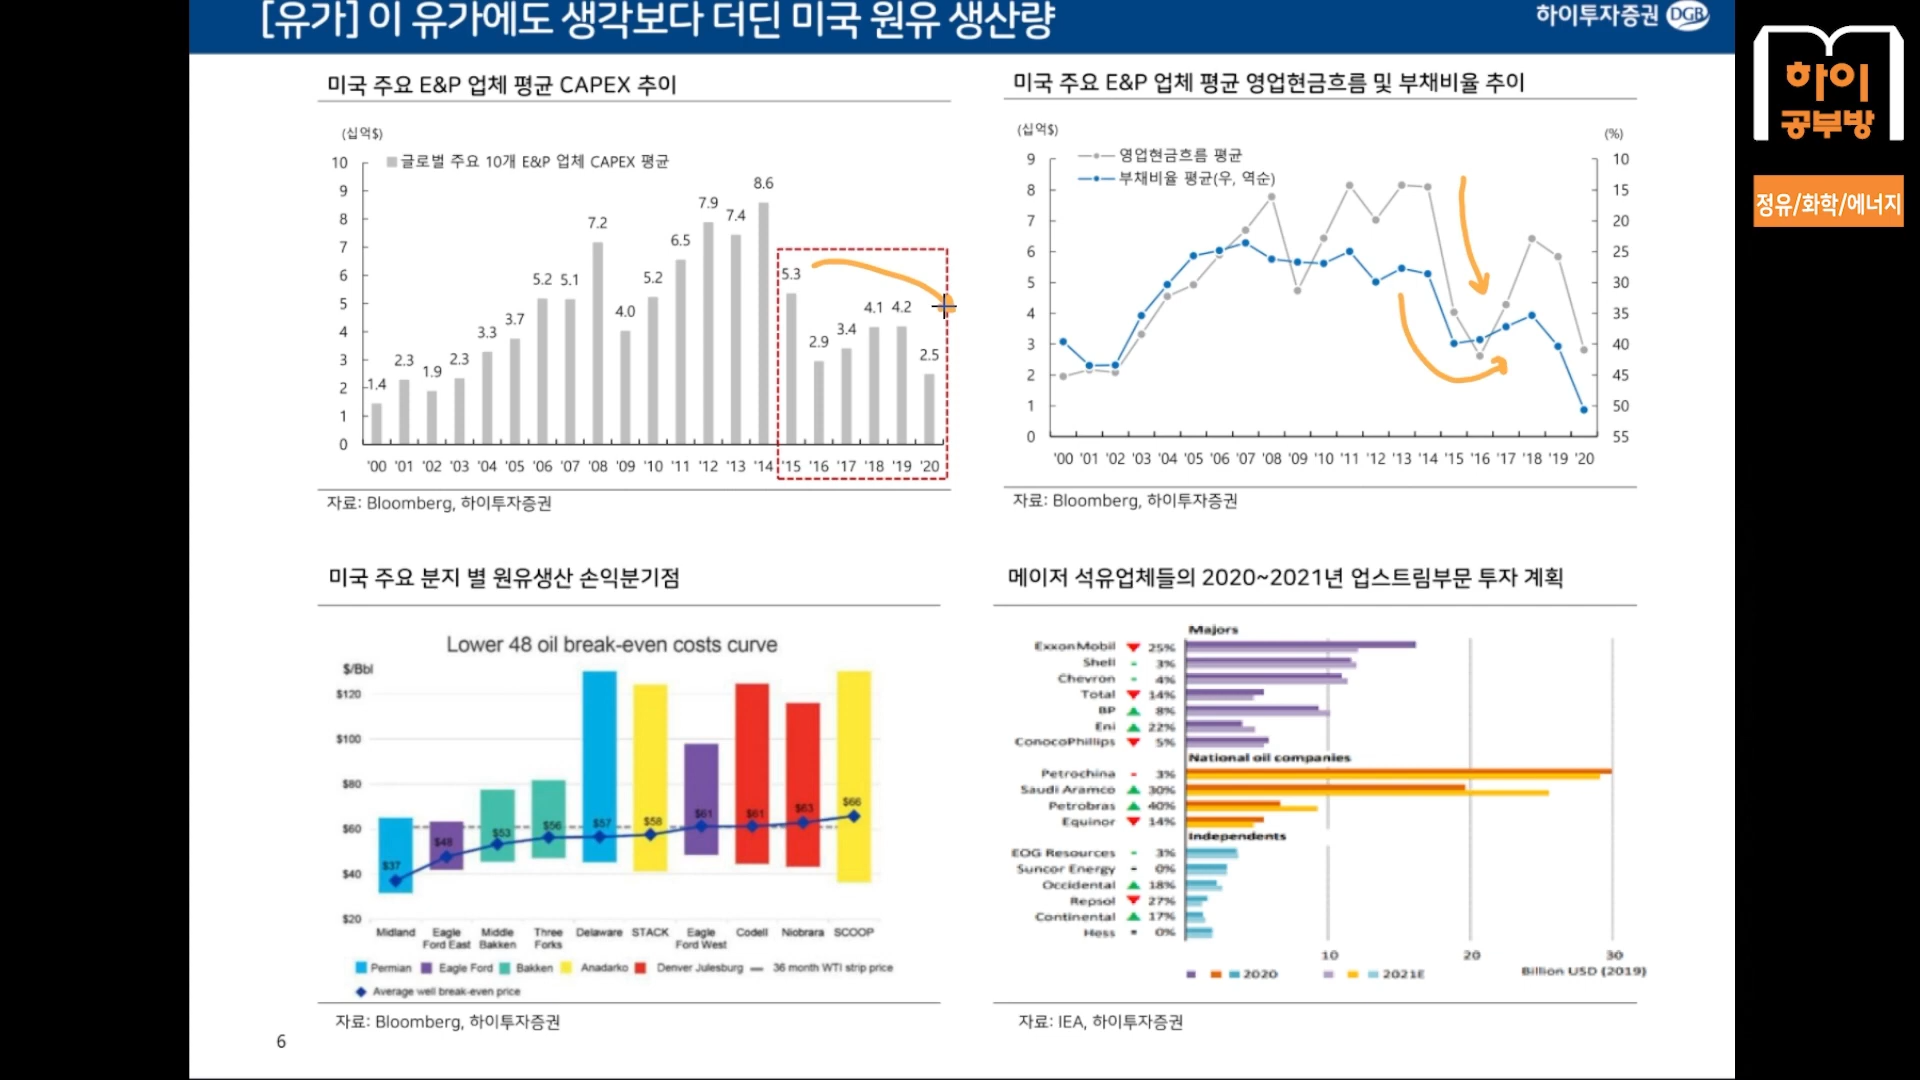 [유가] 이 유가에도 생각보다 더딘 미국 원유 생산량
하이투자증권 DGB
하이
공부방
정유/화학/에너지
미국 주요 E&P 업체 평균 CAPEX 추이
(십억$)
글로벌 주요 10개 E&P 업체 CAPEX 평균
10
9
8
7
6
5
4
3
2
1
0
1.4 2.3 1.9 2.3 3.3 3.7 5.2 5.1 7.2 4.0 5.2 6.5 7.9 7.4 8.6 5.3 2.9 3.4 4.1 4.2 2.5
'00 '01 '02 '03 '04 '05 '06 '07 '08 '09 '10 '11 '12 '13 '14 '15 '16 '17 '18 '19 '20
자료: Bloomberg, 하이투자증권
미국 주요 E&P 업체 평균 영업현금흐름 및 부채비율 추이
(십억$) (%)
영업현금흐름 평균
부채비율 평균(우, 역순)
9 10
8 15
7 20
6 25
5 30
4 35
3 40
2 45
1 50
0 55
'00 '01 '02 '03 '04 '05 '06 '07 '08 '09 '10 '11 '12 '13 '14 '15 '16 '17 '18 '19 '20
자료: Bloomberg, 하이투자증권
미국 주요 분지 별 원유생산 손익분기점
Lower 48 oil break-even costs curve
$/Bbl
$120
$100
$80
$60
$40
$20
$37 $48 $53 $56 $57 $58 $61 $61 $63 $66
Midland Eagle Ford East Middle Bakken Three Forks Delaware STACK Eagle Ford West Codell Niobrara SCOOP
Permian Eagle Ford Bakken Anadarko Denver Julesburg 36 month WTI strip price
Average well break-even price
자료: Bloomberg, 하이투자증권
메이저 석유업체들의 2020~2021년 업스트림부문 투자 계획
Majors
ExxonMobil 25%
Shell 3%
Chevron 4%
Total 14%
BP 8%
Eni 22%
ConocoPhillips 5%
National oil companies
Petrochina 3%
Saudi Aramco 30%
Petrobras 40%
Equinor 14%
Independents
EOG Resources 3%
Suncor Energy 0%
Occidental 18%
Repsol 27%
Continental 17%
Hess 0%
10 20 30
2020 2021E Billion USD (2019)
자료: IEA, 하이투자증권
6